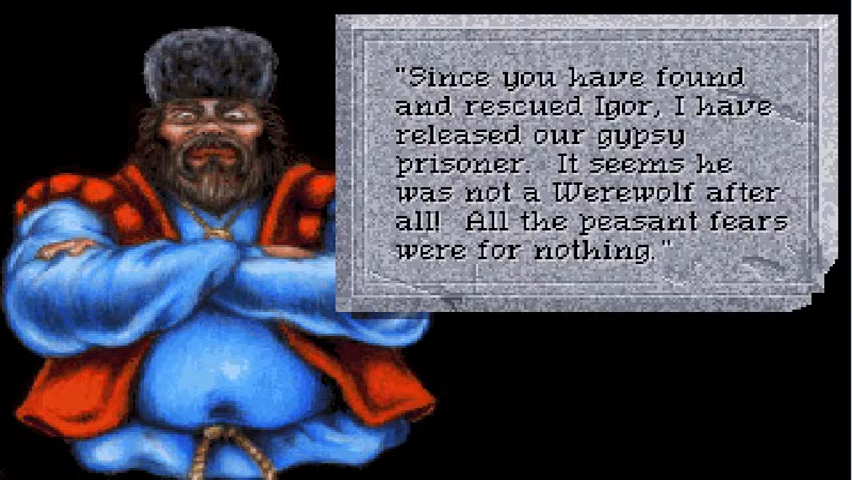 "Since you have found
and rescued Igor, I have
released our gypsy
prisoner. It seems he
was not a Werewolf after
all! All the peasant fears
were for nothing."